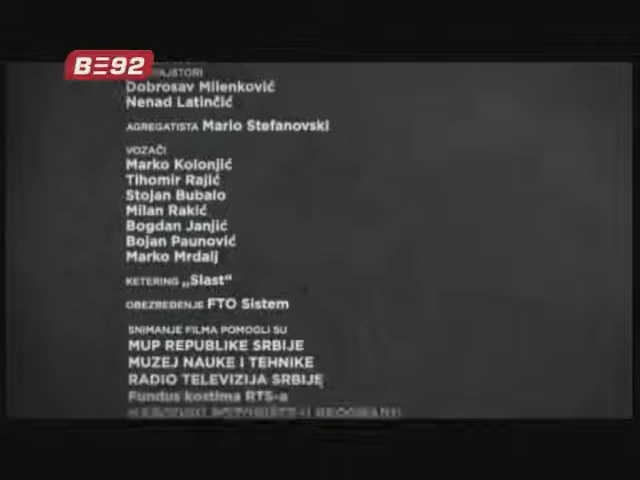 B92
Dobrosav Milenković
Nenad Latinčić
AGREGATISTA Mario Stefanovski
VOZAČI
Marko Kolonjić
Tihomir Rajić
Stojan Bubalo
Milan Rakić
Bogdan Janjić
Bojan Paunović
Marko Mrdalj
KETERING „Slast“
OBEZBEĐENJE FTO Sistem
SNIMANJE FILMA POMOGLI SU
MUP REPUBLIKE SRBIJE
MUZEJ NAUKE I TEHNIKE
RADIO TELEVIZIJA SRBIJE
Fundus kostima RTS-a